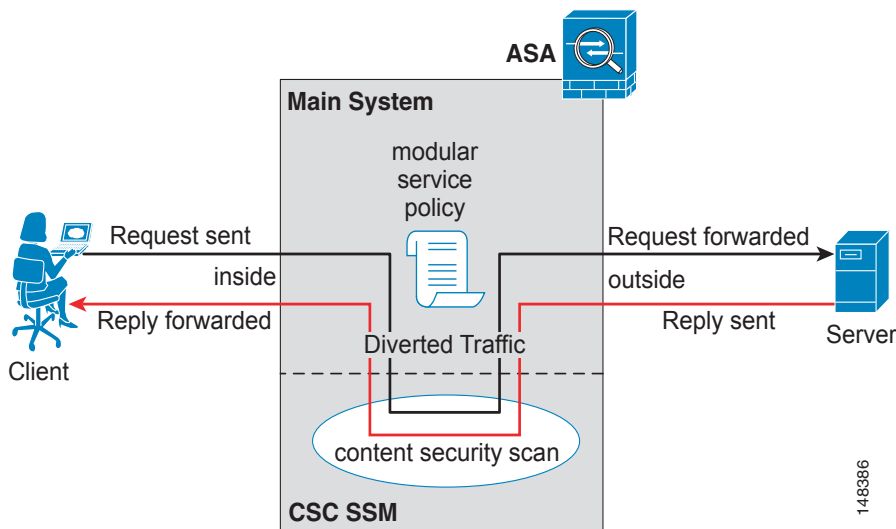 ASA
Main System
modular
service
policy
Request sent
Request forwarded
inside
outside
Reply forwarded
Reply sent
Diverted Traffic
Server
Client
content security scan
CSC SSM
148386